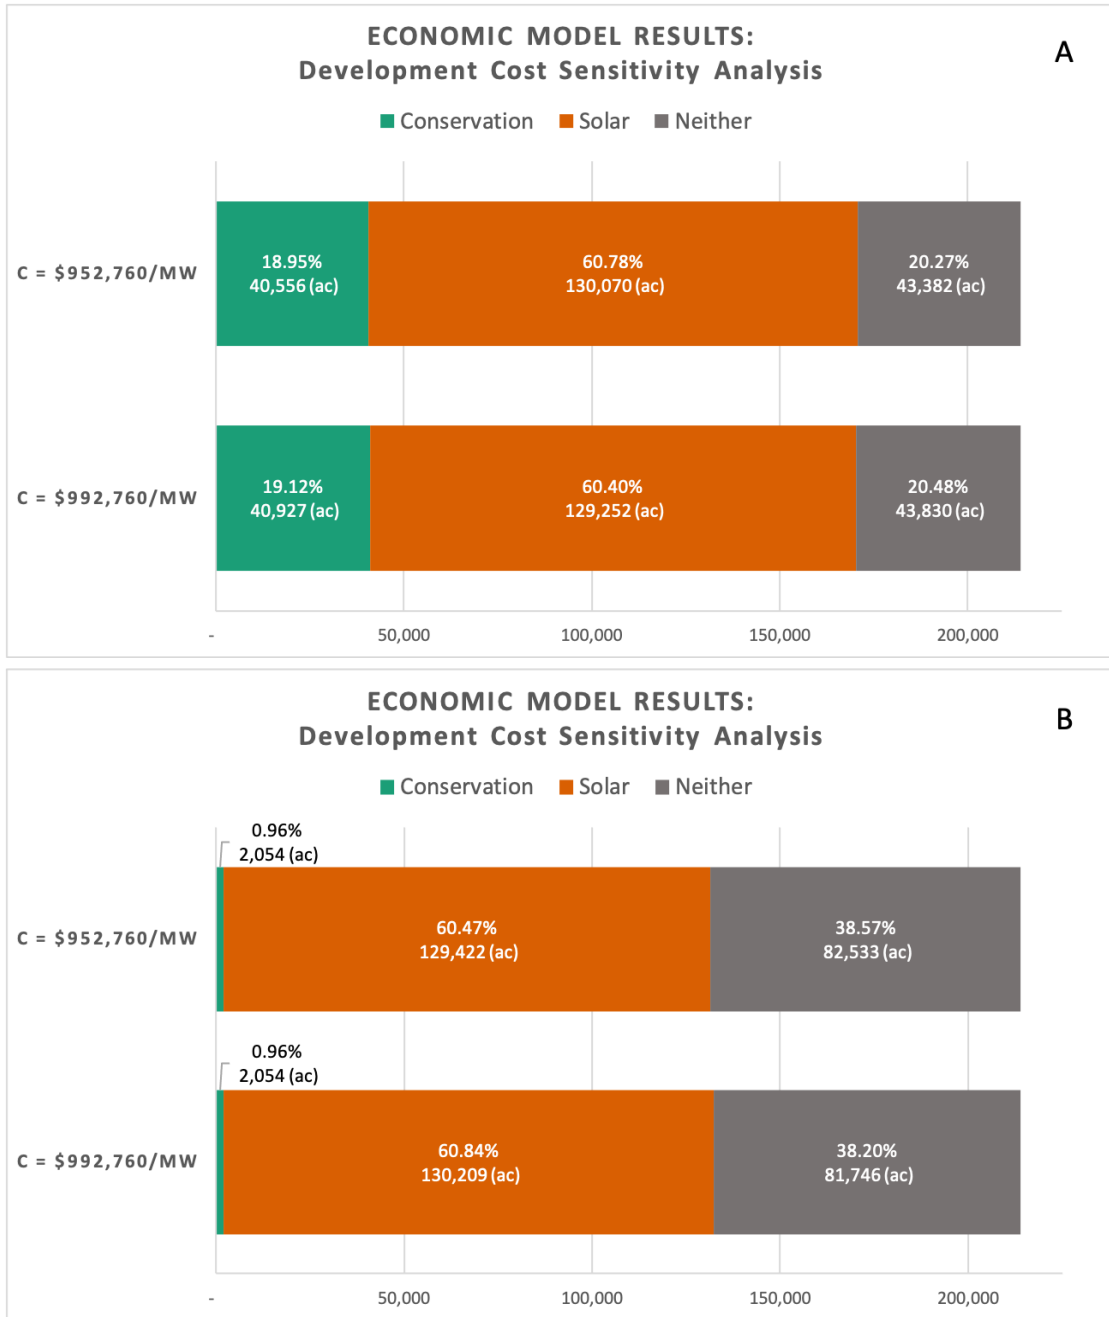 ECONOMIC MODEL RESULTS:
Development Cost Sensitivity Analysis
A
Conservation Solar Neither
C = $952,760/MW
18.95%
40,556 (ac)
60.78%
130,070 (ac)
20.27%
43,382 (ac)
C = $992,760/MW
19.12%
40,927 (ac)
60.40%
129,252 (ac)
20.48%
43,830 (ac)
- 50,000 100,000 150,000 200,000
ECONOMIC MODEL RESULTS:
Development Cost Sensitivity Analysis
B
Conservation Solar Neither
0.96%
2,054 (ac)
C = $952,760/MW
60.47%
129,422 (ac)
38.57%
82,533 (ac)
0.96%
2,054 (ac)
C = $992,760/MW
60.84%
130,209 (ac)
38.20%
81,746 (ac)
- 50,000 100,000 150,000 200,000